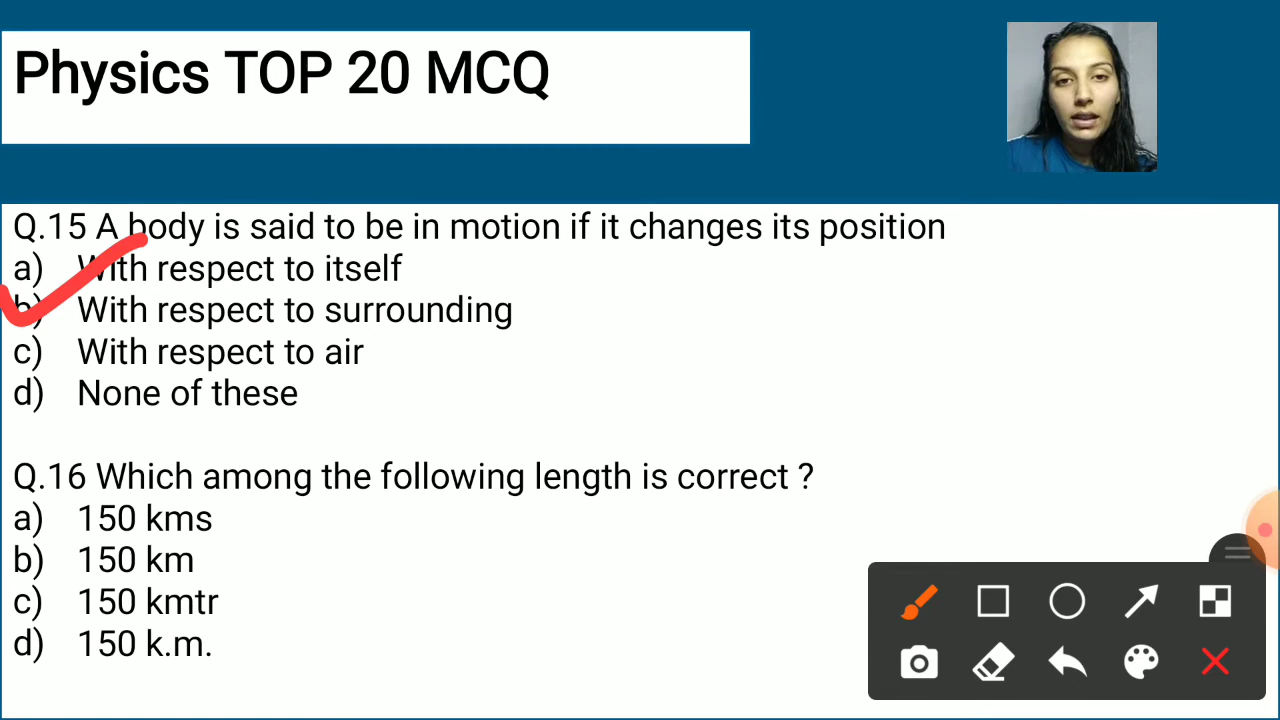 Physics TOP 20 MCQ
Q.15 A body is said to be in motion if it changes its position
a) With respect to itself
b) With respect to surrounding
c) With respect to air
d) None of these
Q.16 Which among the following length is correct ?
a) 150 kms
b) 150 km
c) 150 kmtr
d) 150 k.m.